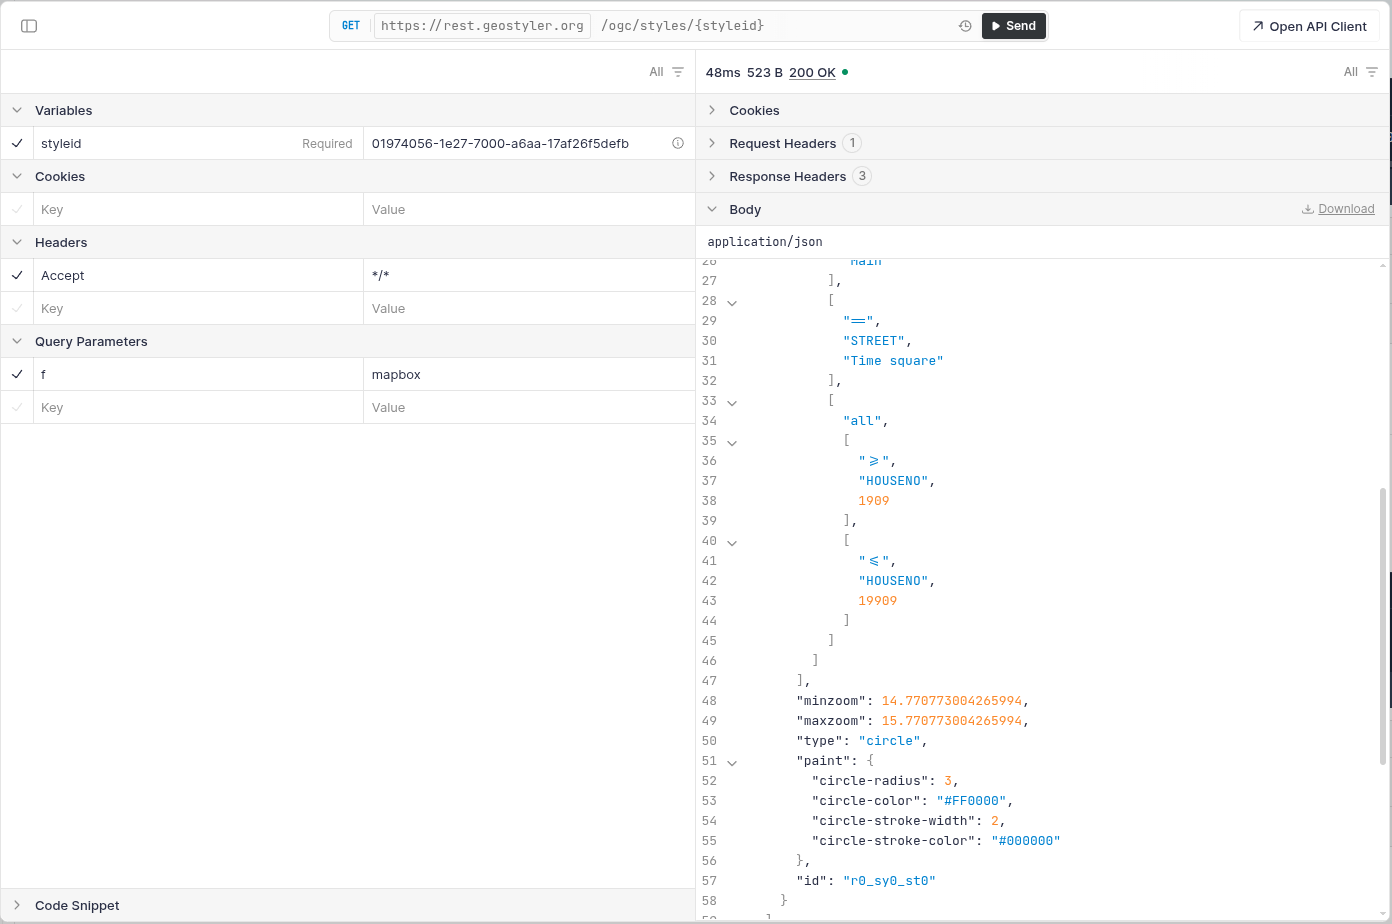 GET https://rest.geostyler.org /ogc/styles/{styleid} Send Open API Client
All
48ms 523 B 200 OK All
Variables
styleid Required 01974056-1e27-7000-a6aa-17af26f5defb
Cookies
Key Value
Headers
Accept */*
Key Value
Query Parameters
f mapbox
Key Value
Code Snippet
Cookies
Request Headers 1
Response Headers 3
Body Download
application/json
26 "Main"
27 ],
28 [
29 "==",
30 "STREET",
31 "Time square"
32 ],
33 [
34 "all",
35 [
36 ">=",
37 "HOUSENO",
38 1909
39 ],
40 [
41 "<=",
42 "HOUSENO",
43 19909
44 ]
45 ]
46 ]
47 ],
48 "minzoom": 14.770773004265994,
49 "maxzoom": 15.770773004265994,
50 "type": "circle",
51 "paint": {
52 "circle-radius": 3,
53 "circle-color": "#FF0000",
54 "circle-stroke-width": 2,
55 "circle-stroke-color": "#000000"
56 },
57 "id": "r0_sy0_st0"
58 }
59 ]